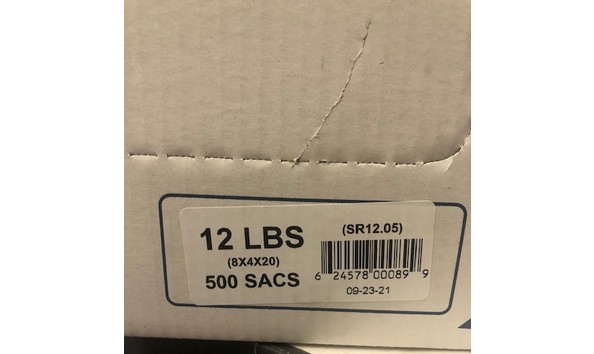 12 LBS
(8X4X20)
500 SACS
(SR12.05)
6 24578 00089 9
09-23-21